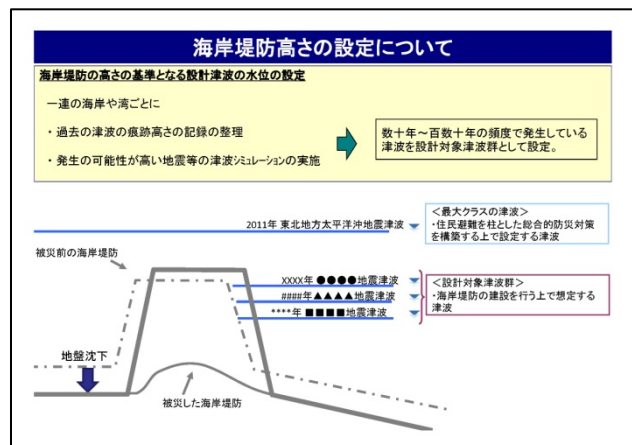 海岸堤防高さの設定について
海岸堤防の高さの基準となる設計津波の水位の設定
一連の海岸や湾ごとに
・過去の津波の痕跡高さの記録の整理
・発生の可能性が高い地震等の津波シミュレーションの実施
数十年～百数十年の頻度で発生している
津波を設計対象津波群として設定。
2011年 東北地方太平洋沖地震津波
＜最大クラスの津波＞
・住民避難を柱とした総合的防災対策
を構築する上で設定する津波
被災前の海岸堤防
XXXX年 ●●●●地震津波
####年 ▲▲▲▲地震津波
****年 ■■■■地震津波
＜設計対象津波群＞
・海岸堤防の建設を行う上で想定する
津波
地盤沈下
被災した海岸堤防